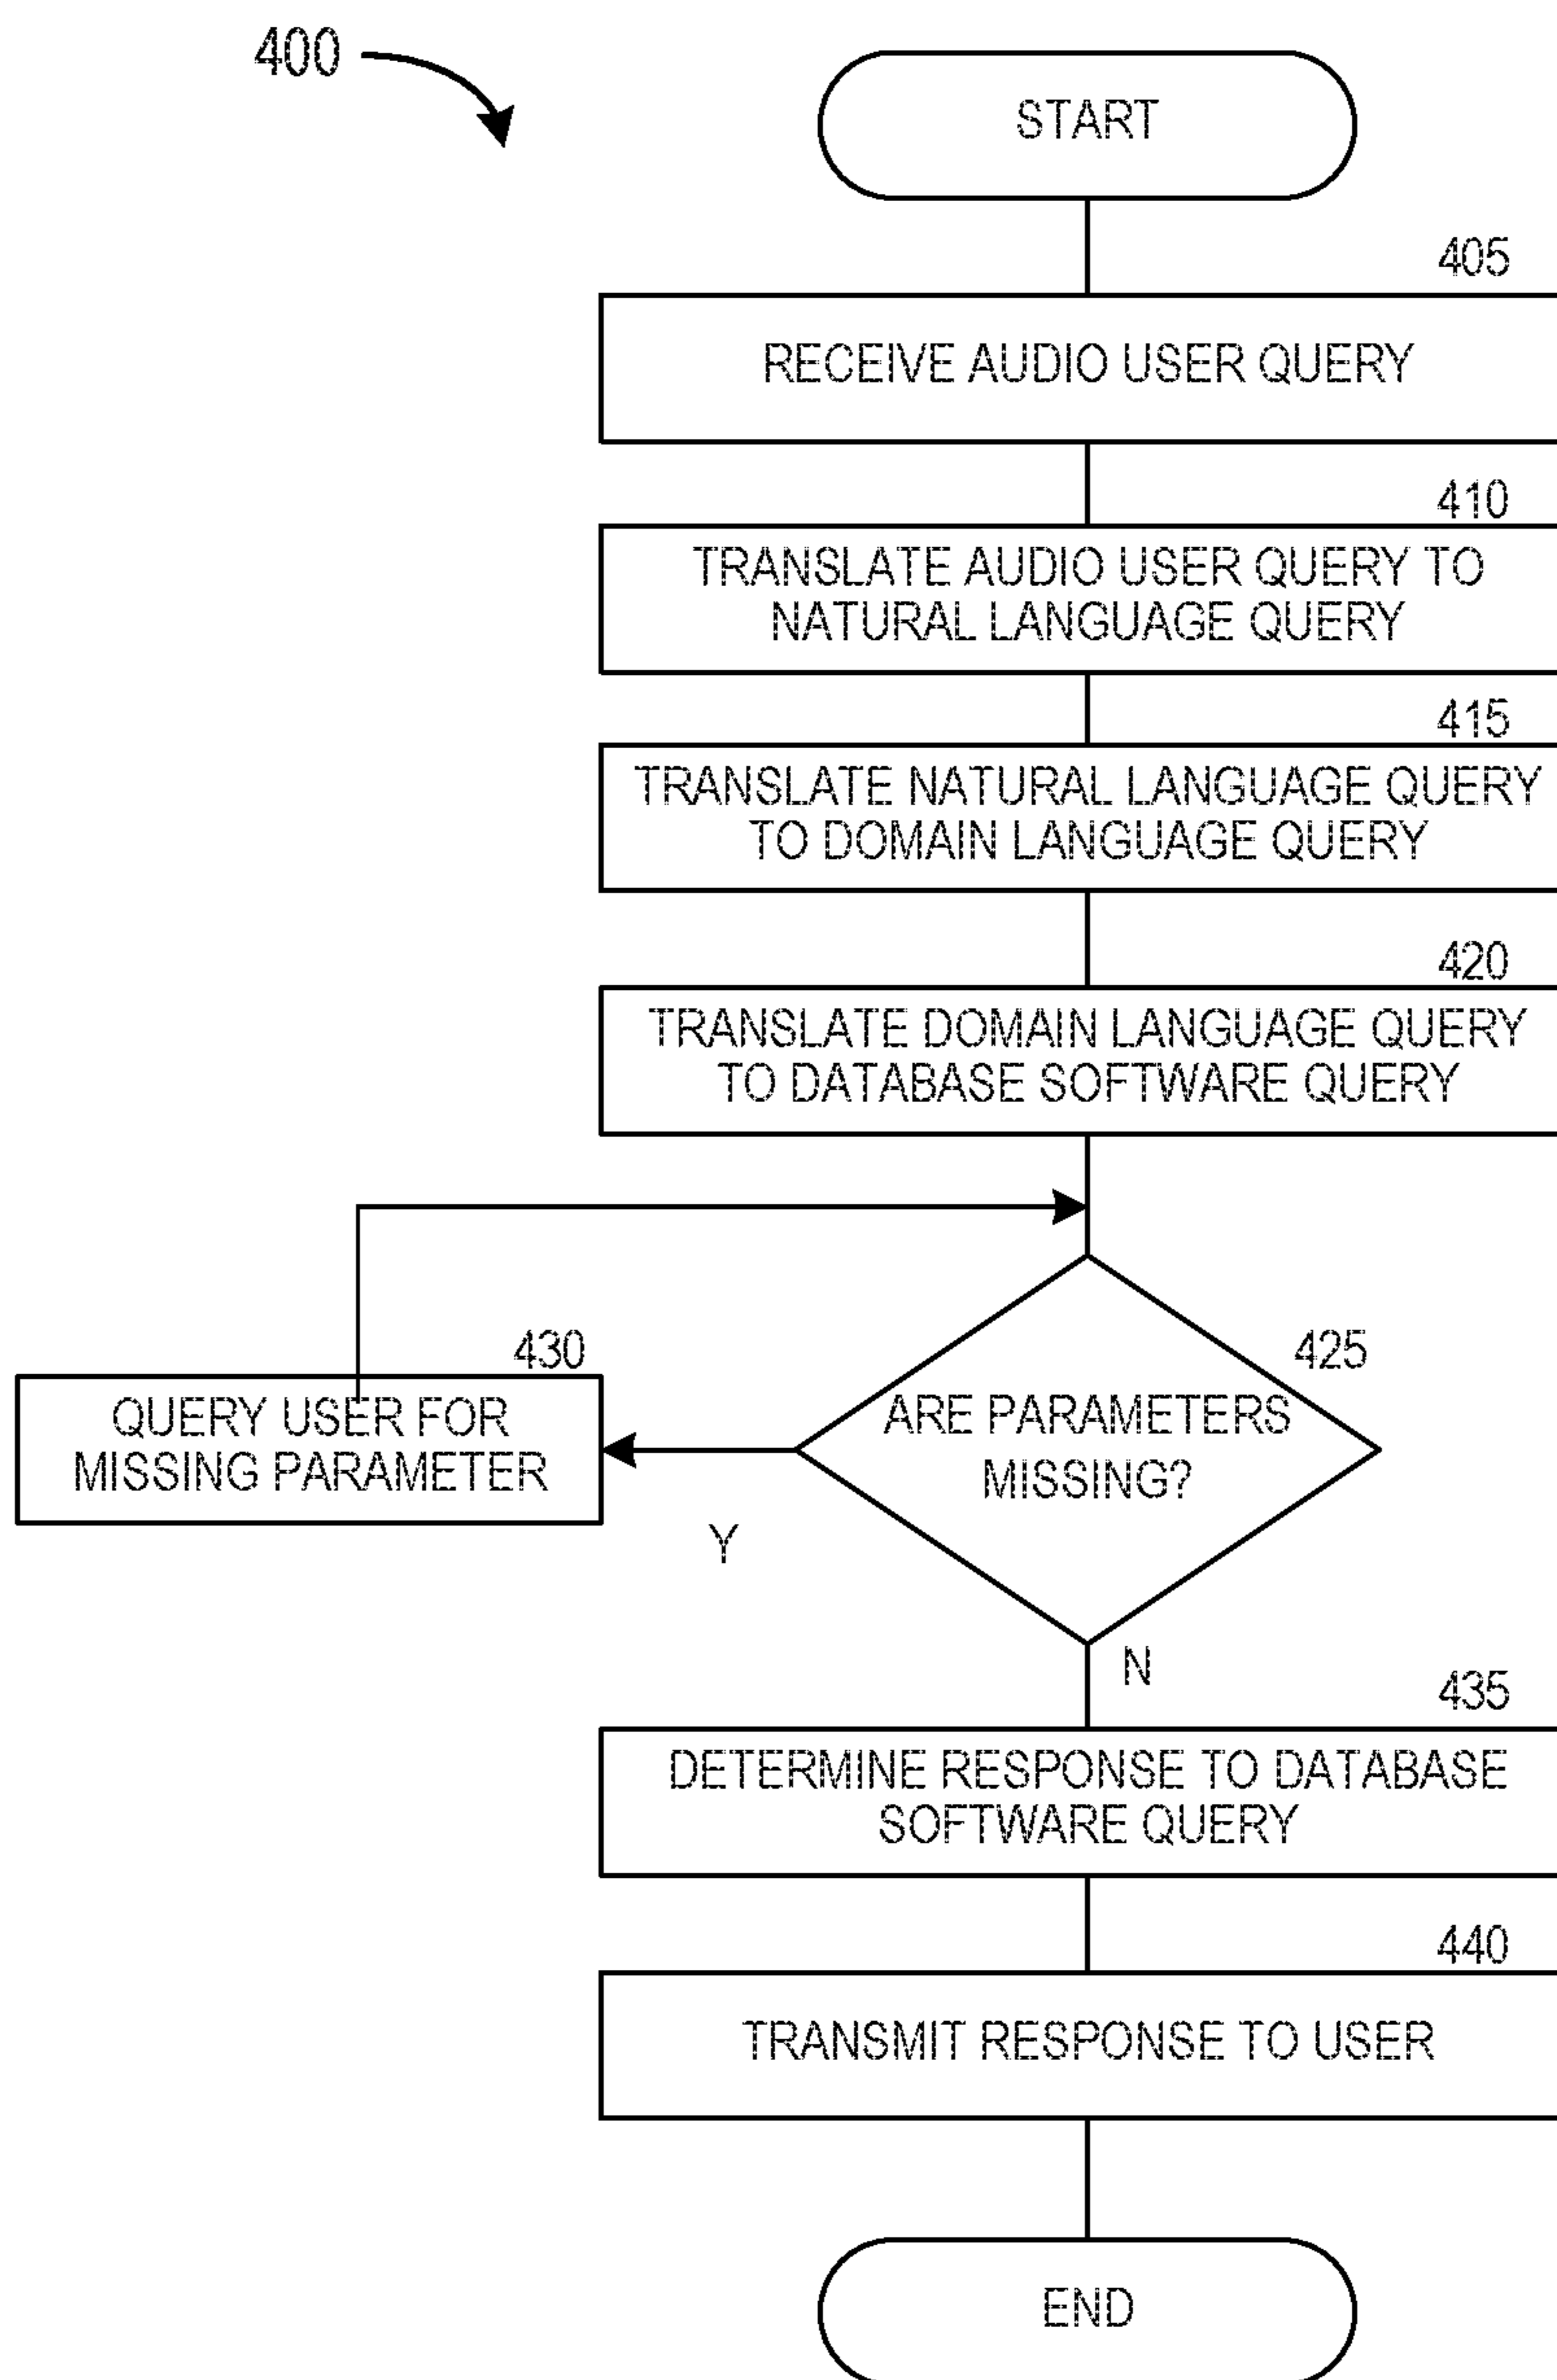 400
START
405
RECEIVE AUDIO USER QUERY
410
TRANSLATE AUDIO USER QUERY TO
NATURAL LANGUAGE QUERY
415
TRANSLATE NATURAL LANGUAGE QUERY
TO DOMAIN LANGUAGE QUERY
420
TRANSLATE DOMAIN LANGUAGE QUERY
TO DATABASE SOFTWARE QUERY
430
QUERY USER FOR
MISSING PARAMETER
425
ARE PARAMETERS
MISSING?
Y
N
435
DETERMINE RESPONSE TO DATABASE
SOFTWARE QUERY
440
TRANSMIT RESPONSE TO USER
END